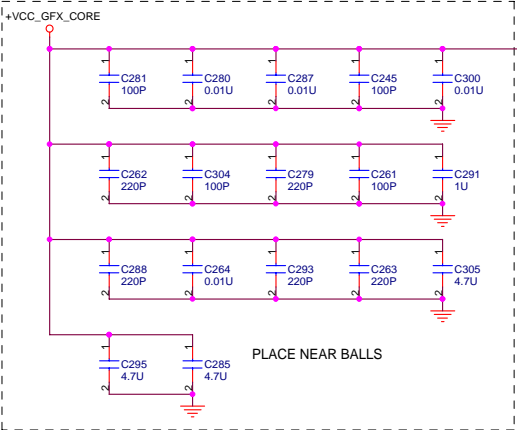 +VCC_GFX_CORE
1 1 1 1 1
C281 C280 C287 C245 C300
100P 0.01U 0.01U 100P 0.01U
2 2 2 2 2
1 1 1 1 1
C262 C304 C279 C261 C291
220P 100P 220P 100P 1U
2 2 2 2 2
1 1 1 1 1
C288 C264 C293 C263 C305
220P 0.01U 220P 220P 4.7U
2 2 2 2 2
1 1
PLACE NEAR BALLS
C295 C285
4.7U 4.7U
2 2